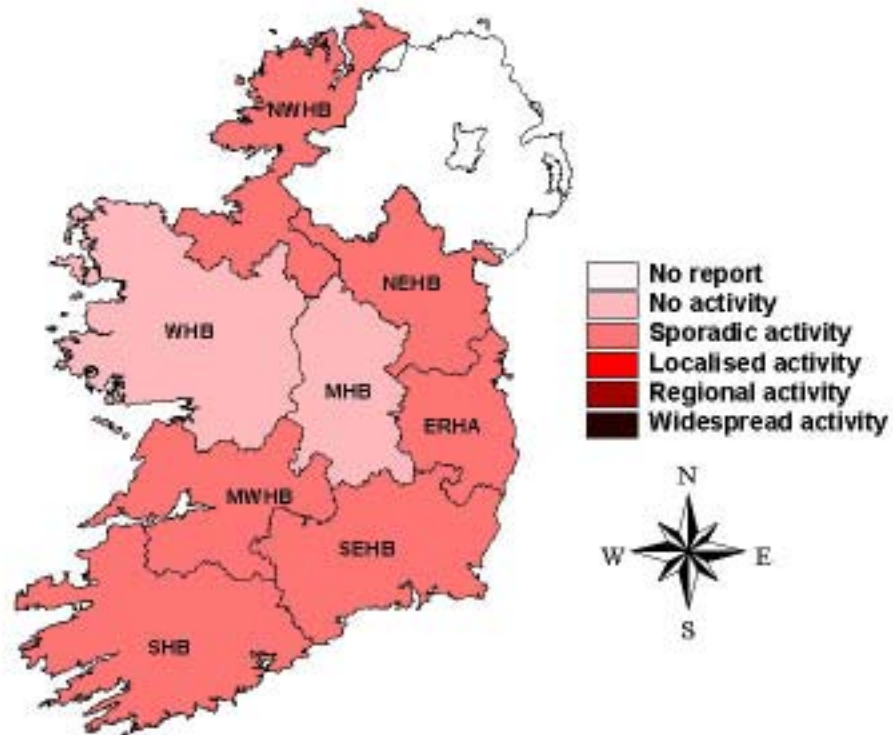 NWHB
NEHB
WHB
MHB
ERHA
MWHB
SEHB
SHB
No report
No activity
Sporadic activity
Localised activity
Regional activity
Widespread activity
N
W E
S